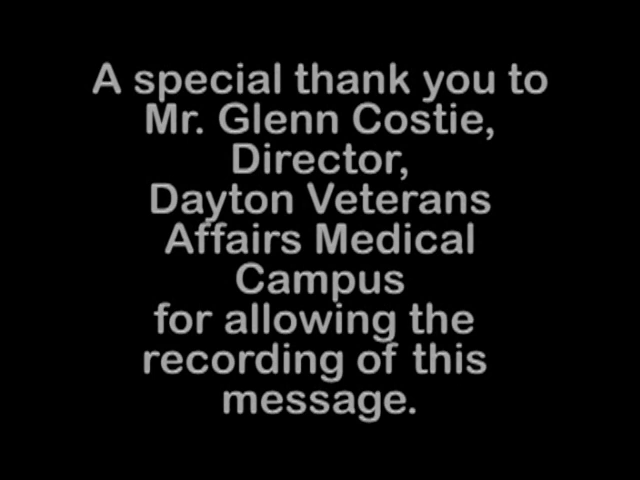 A special thank you to
Mr. Glenn Costie,
Director,
Dayton Veterans
Affairs Medical
Campus
for allowing the
recording of this
message.